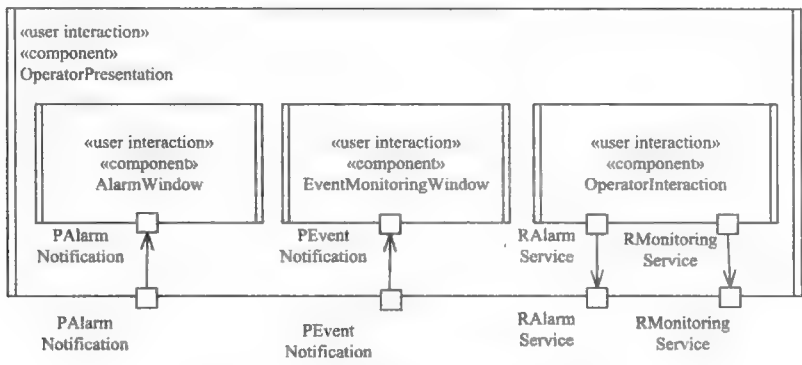 «user interaction»
«component»
OperatorPresentation
«user interaction»
«component»
AlarmWindow
«user interaction»
«component»
EventMonitoringWindow
«user interaction»
«component»
OperatorInteraction
PAlarm
Notification
PEvent
Notification
RAlarm
Service
RMonitoring
Service
PAlarm
Notification
PEvent
Notification
RAlarm
Service
RMonitoring
Service